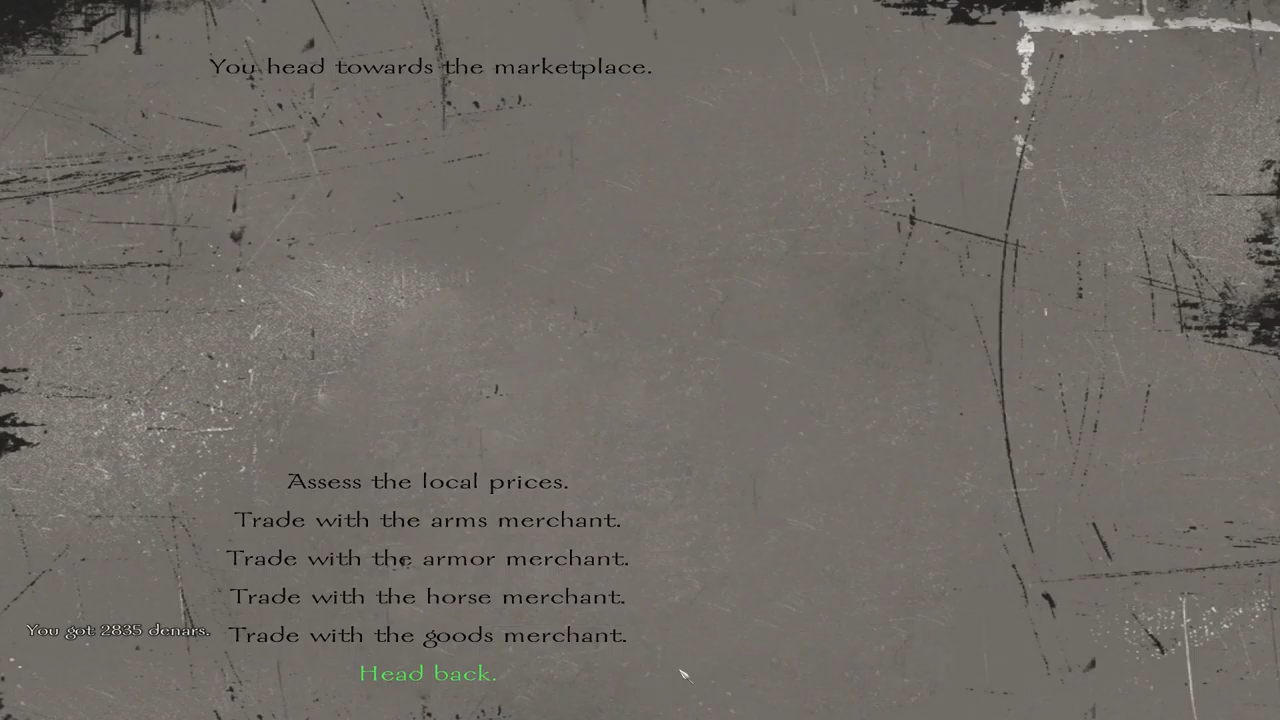 You head towards the marketplace.
Assess the local prices.
Trade with the arms merchant.
Trade with the armor merchant.
Trade with the horse merchant.
You got 2835 denars.
Trade with the goods merchant.
Head back.